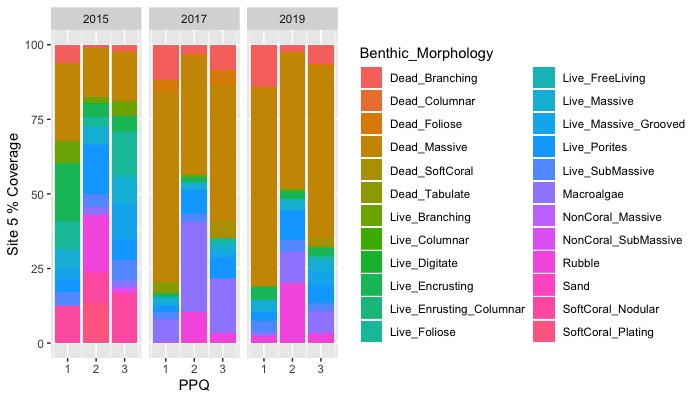 2015 2017 2019
Site 5 % Coverage
100
75
50
25
0
1 2 3 1 2 3 1 2 3
PPQ
Benthic_Morphology
Dead_Branching
Dead_Columnar
Dead_Foliose
Dead_Massive
Dead_SoftCoral
Dead_Tabulate
Live_Branching
Live_Columnar
Live_Digitate
Live_Encrusting
Live_Enrusting_Columnar
Live_Foliose
Live_FreeLiving
Live_Massive
Live_Massive_Grooved
Live_Porites
Live_SubMassive
Macroalgae
NonCoral_Massive
NonCoral_SubMassive
Rubble
Sand
SoftCoral_Nodular
SoftCoral_Plating